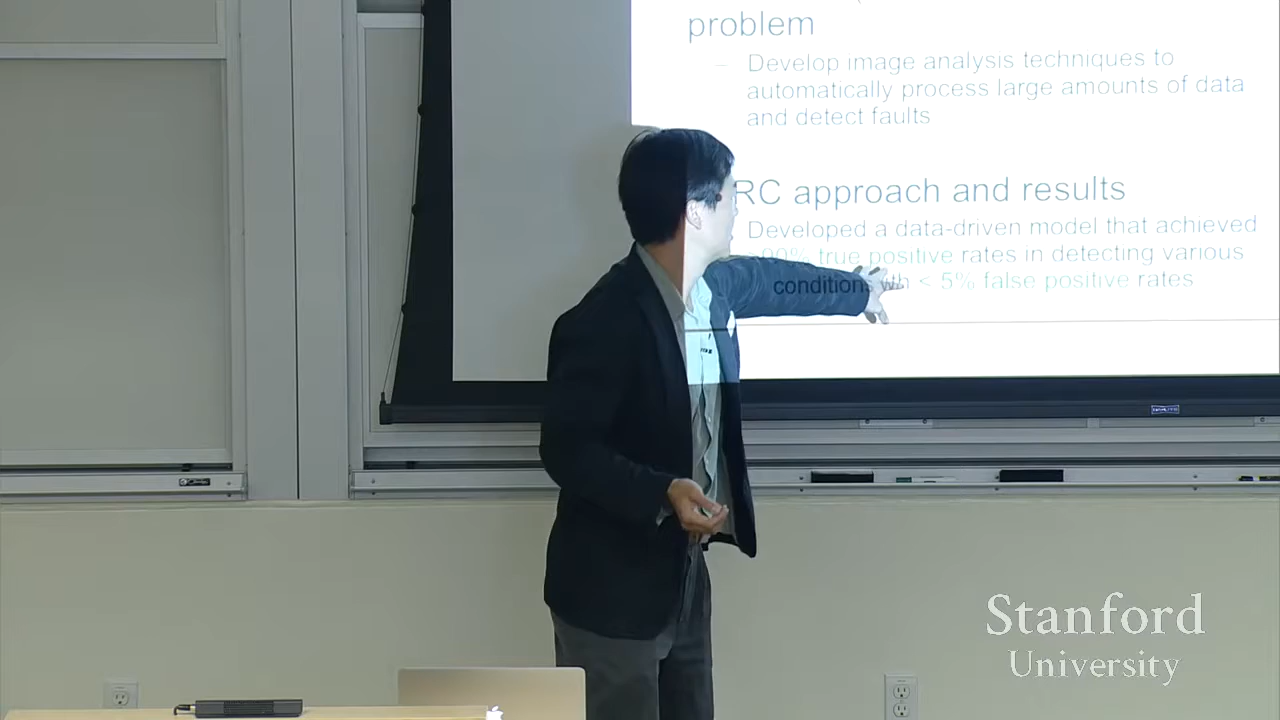 problem
– Develop image analysis techniques to
automatically process large amounts of data
and detect faults
RC approach and results
Developed a data-driven model that achieved
90% true positive rates in detecting various
conditions with < 5% false positive rates
Stanford
University